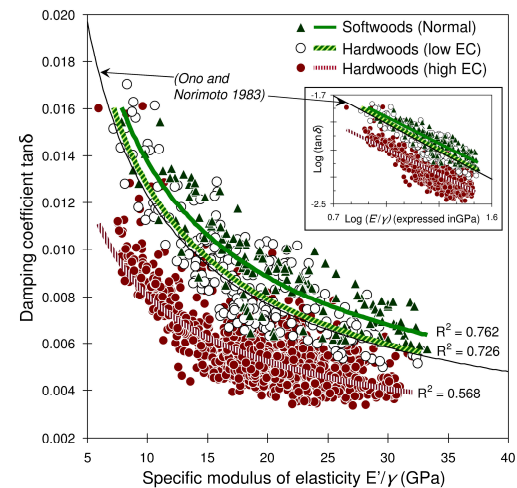 0.020
0.018
0.016
0.014
0.012
0.010
0.008
0.006
0.004
0.002
Damping coefficient tanδ
Softwoods (Normal)
Hardwoods (low EC)
Hardwoods (high EC)
(Ono and
Norimoto 1983)
-1.7
Log (tanδ)
-2.5
0.7
1.6
Log (E'/γ) (expressed inGPa)
R² = 0.762
R² = 0.726
R² = 0.568
5 10 15 20 25 30 35 40
Specific modulus of elasticity E'/γ (GPa)